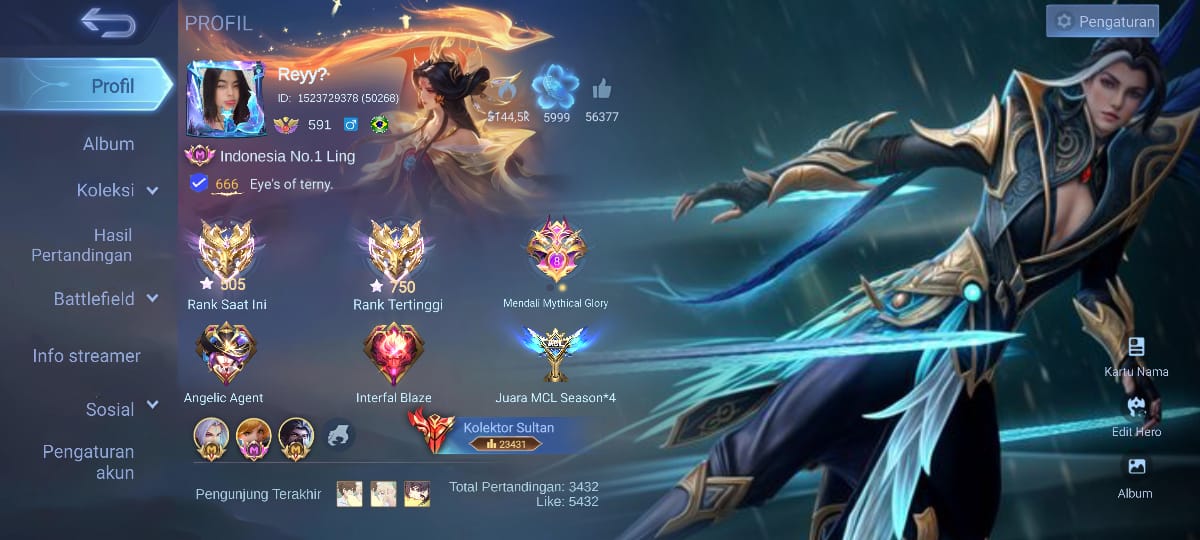 PROFIL
Pengaturan
Profil
Reyy?
ID: 1523729378 (50268)
591
5999
56377
Album
Indonesia No.1 Ling
Koleksi
666 Eye's of terny.
Hasil
Pertandingan
505
750
8
Battlefield
Rank Saat Ini
Rank Tertinggi
Mendali Mythical Glory
Info streamer
MCL
Angelic Agent
Interfal Blaze
Juara MCL Season*4
Sosial
Kolektor Sultan
23431
Pengaturan
akun
Pengunjung Terakhir
Total Pertandingan: 3432
Like: 5432
Kartu Nama
Edit Hero
Album